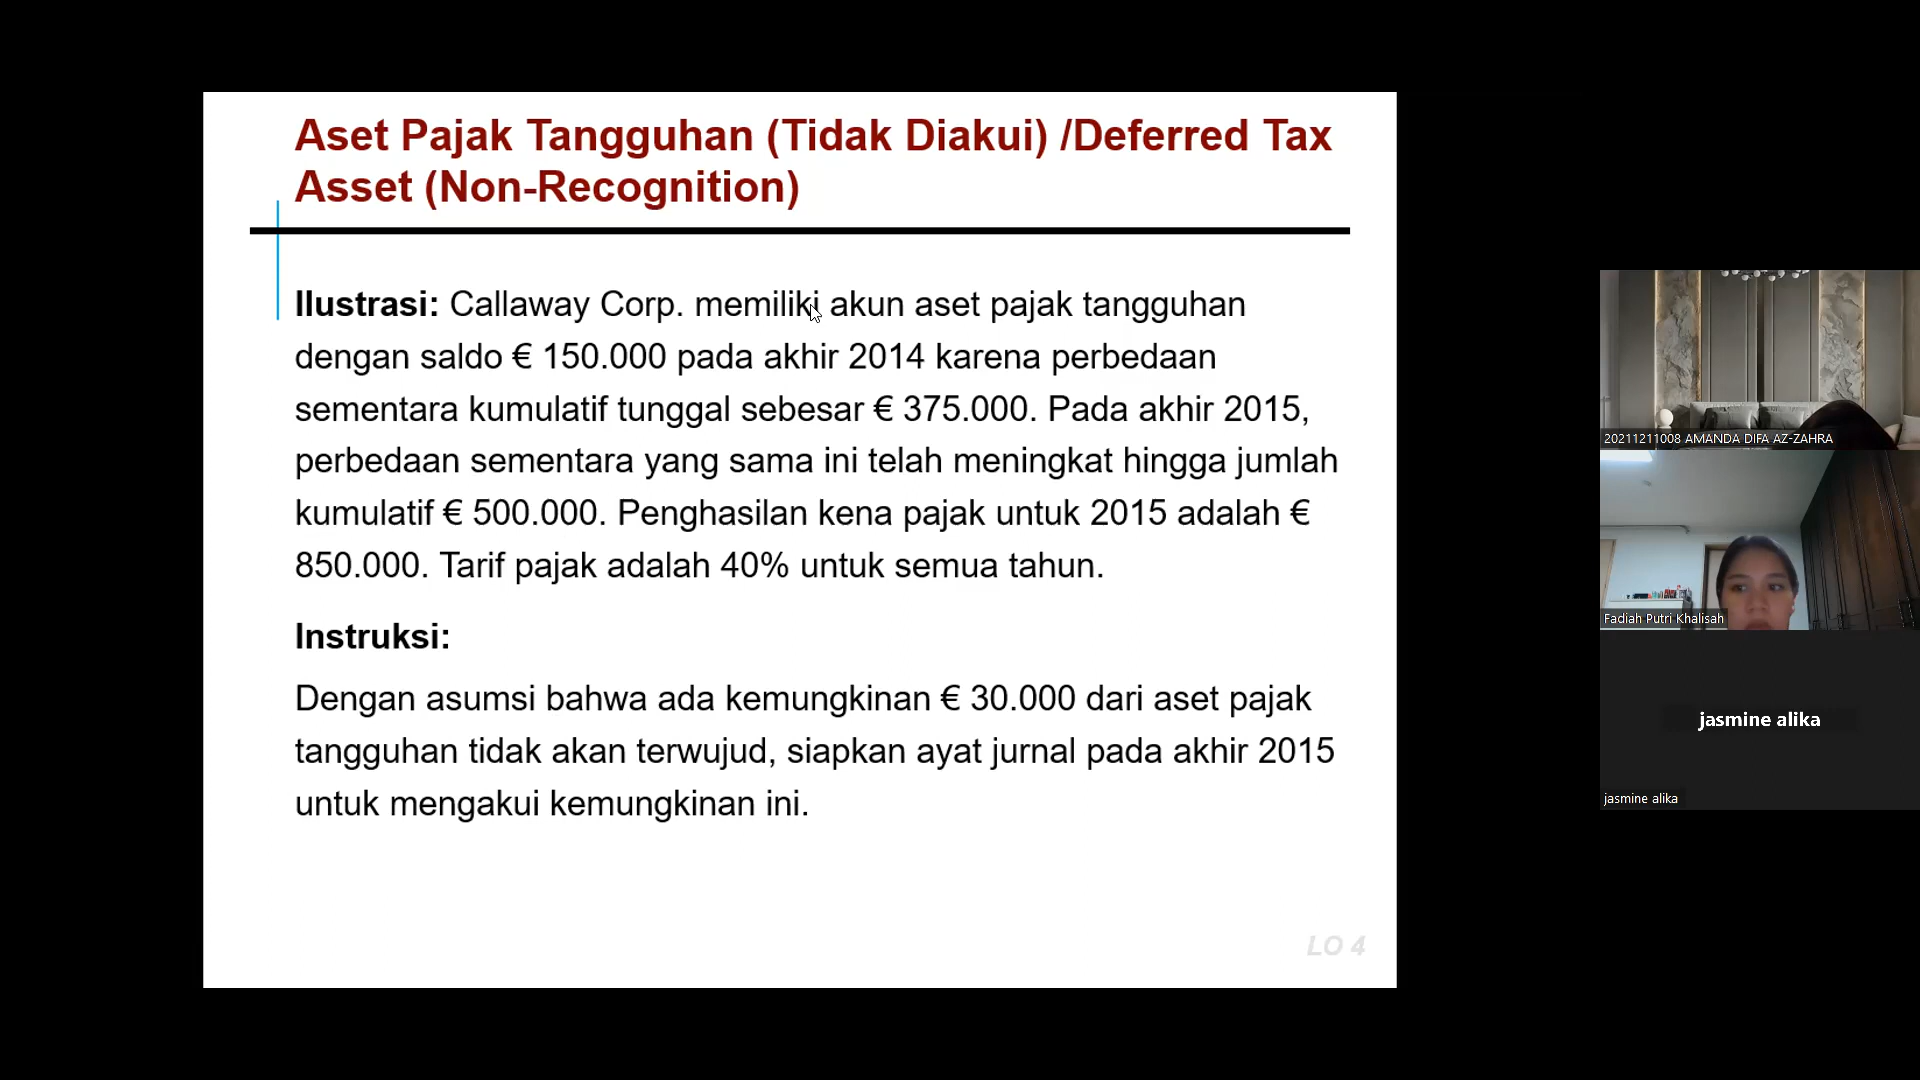 Aset Pajak Tangguhan (Tidak Diakui) /Deferred Tax
Asset (Non-Recognition)
Ilustrasi: Callaway Corp. memiliki akun aset pajak tangguhan
dengan saldo € 150.000 pada akhir 2014 karena perbedaan
sementara kumulatif tunggal sebesar € 375.000. Pada akhir 2015,
perbedaan sementara yang sama ini telah meningkat hingga jumlah
kumulatif € 500.000. Penghasilan kena pajak untuk 2015 adalah €
850.000. Tarif pajak adalah 40% untuk semua tahun.
Instruksi:
Dengan asumsi bahwa ada kemungkinan € 30.000 dari aset pajak
tangguhan tidak akan terwujud, siapkan ayat jurnal pada akhir 2015
untuk mengakui kemungkinan ini.
LO 4
20211211008 AMANDA DIFA AZ-ZAHRA
Fadiah Putri Khalisah
jasmine alika
jasmine alika